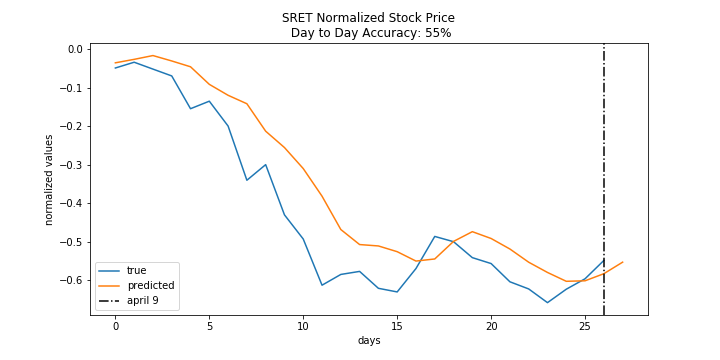 SRET Normalized Stock Price
Day to Day Accuracy: 55%
0.0
−0.1
−0.2
−0.3
−0.4
−0.5
−0.6
normalized values
true
predicted
april 9
0 5 10 15 20 25
days